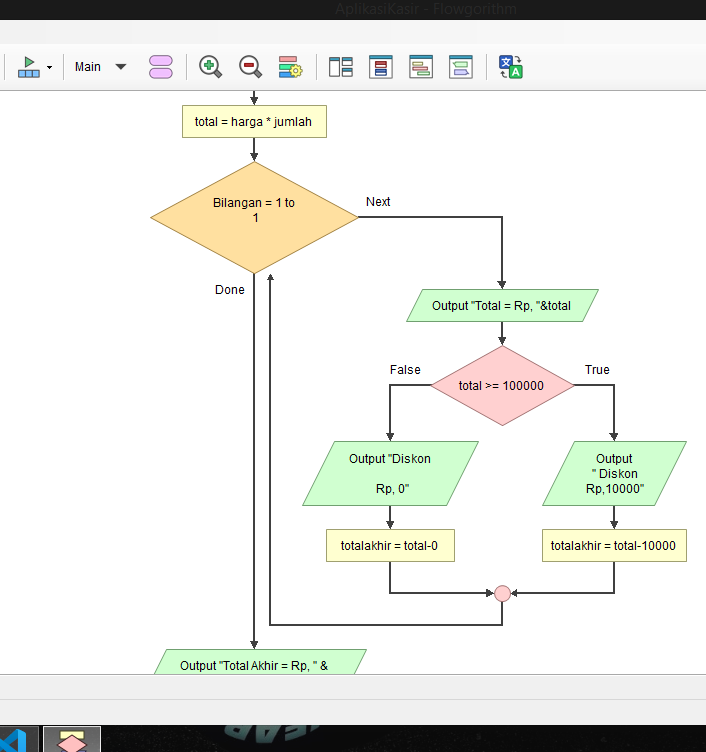 AplikasiKasir - Flowgorithm
Main
total = harga * jumlah
Bilangan = 1 to
1
Next
Done
Output "Total = Rp, "&total
False
True
total >= 100000
Output "Diskon
Rp, 0"
Output
" Diskon
Rp,10000"
totalakhir = total-0
totalakhir = total-10000
Output "Total Akhir = Rp, " &